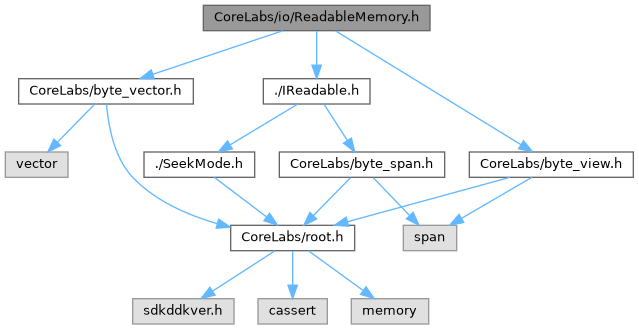 CoreLabs/io/ReadableMemory.h
CoreLabs/byte_vector.h
./IReadable.h
vector
./SeekMode.h
CoreLabs/byte_span.h
CoreLabs/byte_view.h
CoreLabs/root.h
span
sdkddkver.h
cassert
memory